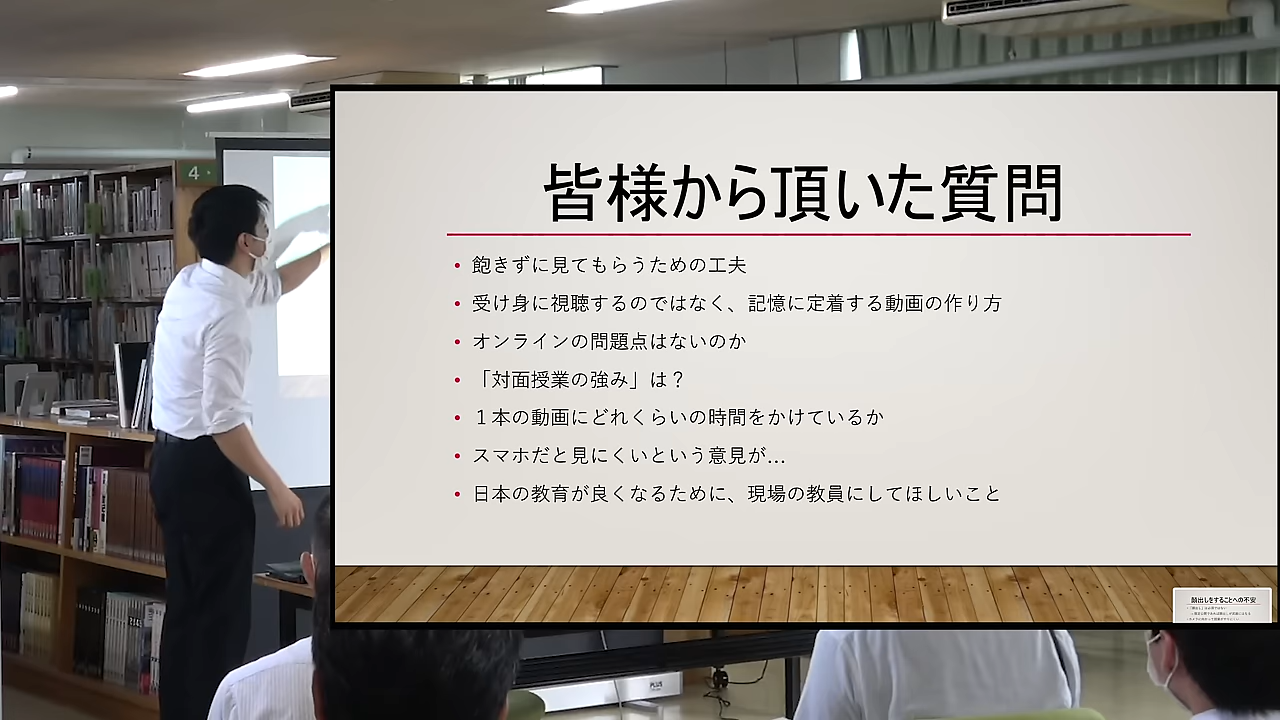 4
皆様から頂いた質問
• 飽きずに見てもらうための工夫
• 受け身に視聴するのではなく、記憶に定着する動画の作り方
• オンラインの問題点はないのか
• 「対面授業の強み」は？
• １本の動画にどれくらいの時間をかけているか
• スマホだと見にくいという意見が…
• 日本の教育が良くなるために、現場の教員にしてほしいこと
顔出しをすることへの不安
PLUS